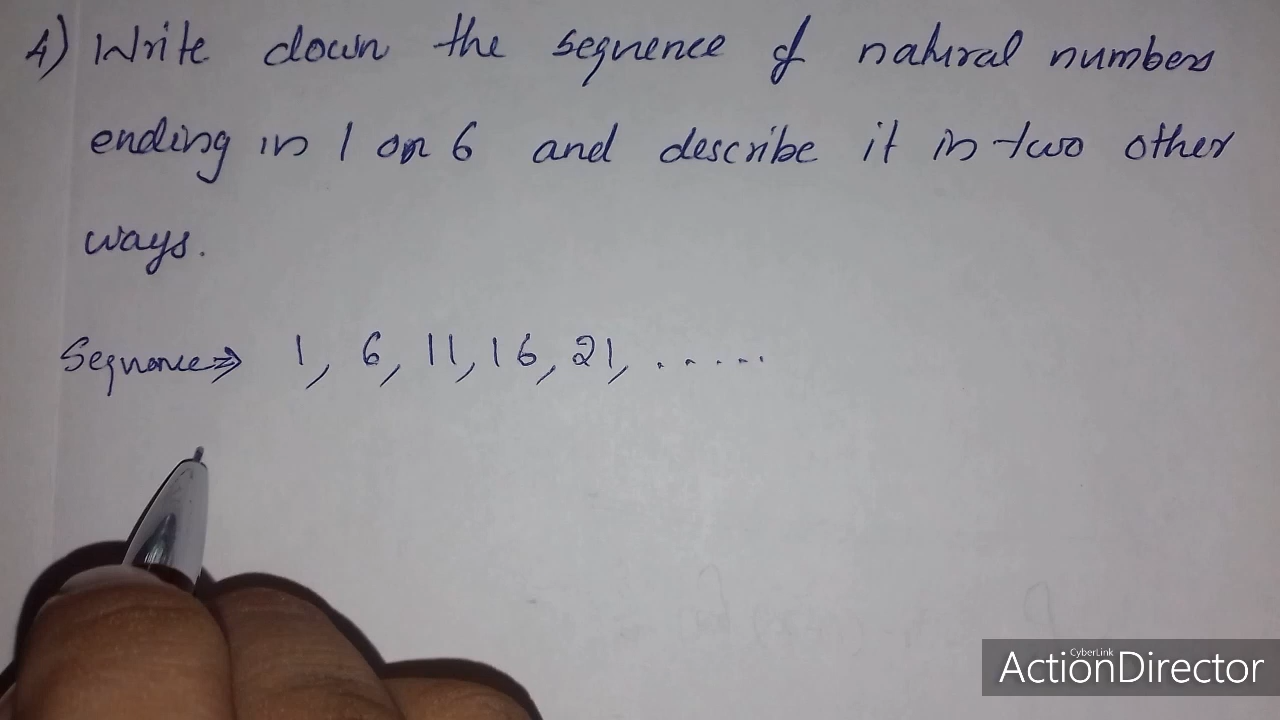 4) Write down the sequence of natural numbers
ending in 1 or 6 and describe it in two other
ways.
Sequence ⇒ 1, 6, 11, 16, 21, .....
CyberLink
ActionDirector